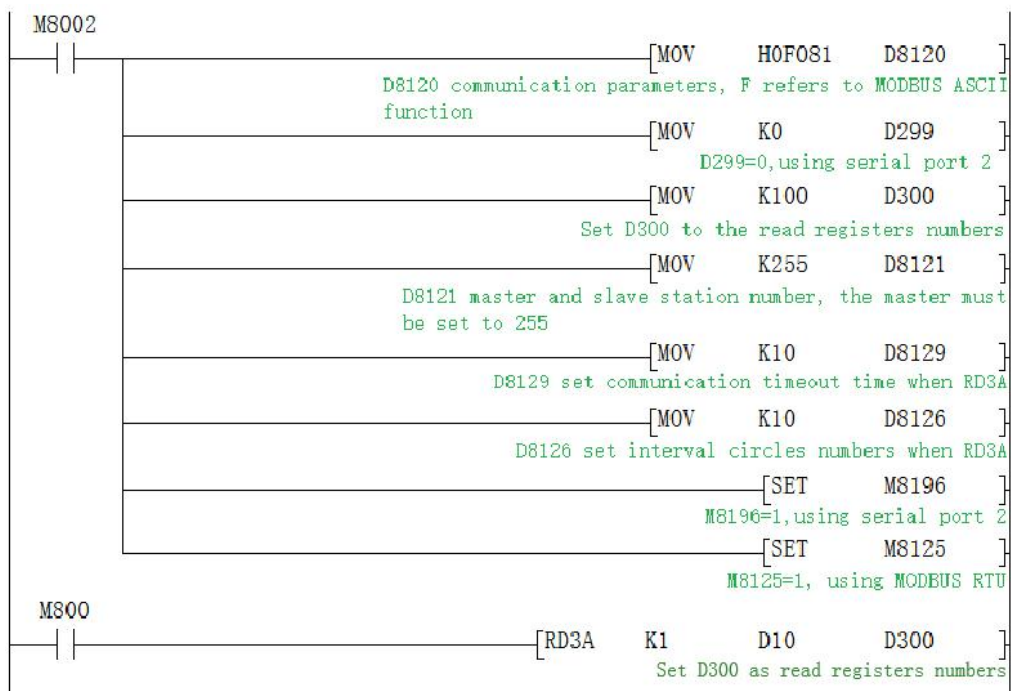 M8002
[MOV H0F081 D8120 ]
D8120 communication parameters, F refers to MODBUS ASCII
function
[MOV K0 D299 ]
D299=0,using serial port 2
[MOV K100 D300 ]
Set D300 to the read registers numbers
[MOV K255 D8121 ]
D8121 master and slave station number, the master must
be set to 255
[MOV K10 D8129 ]
D8129 set communication timeout time when RD3A
[MOV K10 D8126 ]
D8126 set interval circles numbers when RD3A
[SET M8196 ]
M8196=1,using serial port 2
[SET M8125 ]
M8125=1, using MODBUS RTU
M800
[RD3A K1 D10 D300 ]
Set D300 as read registers numbers